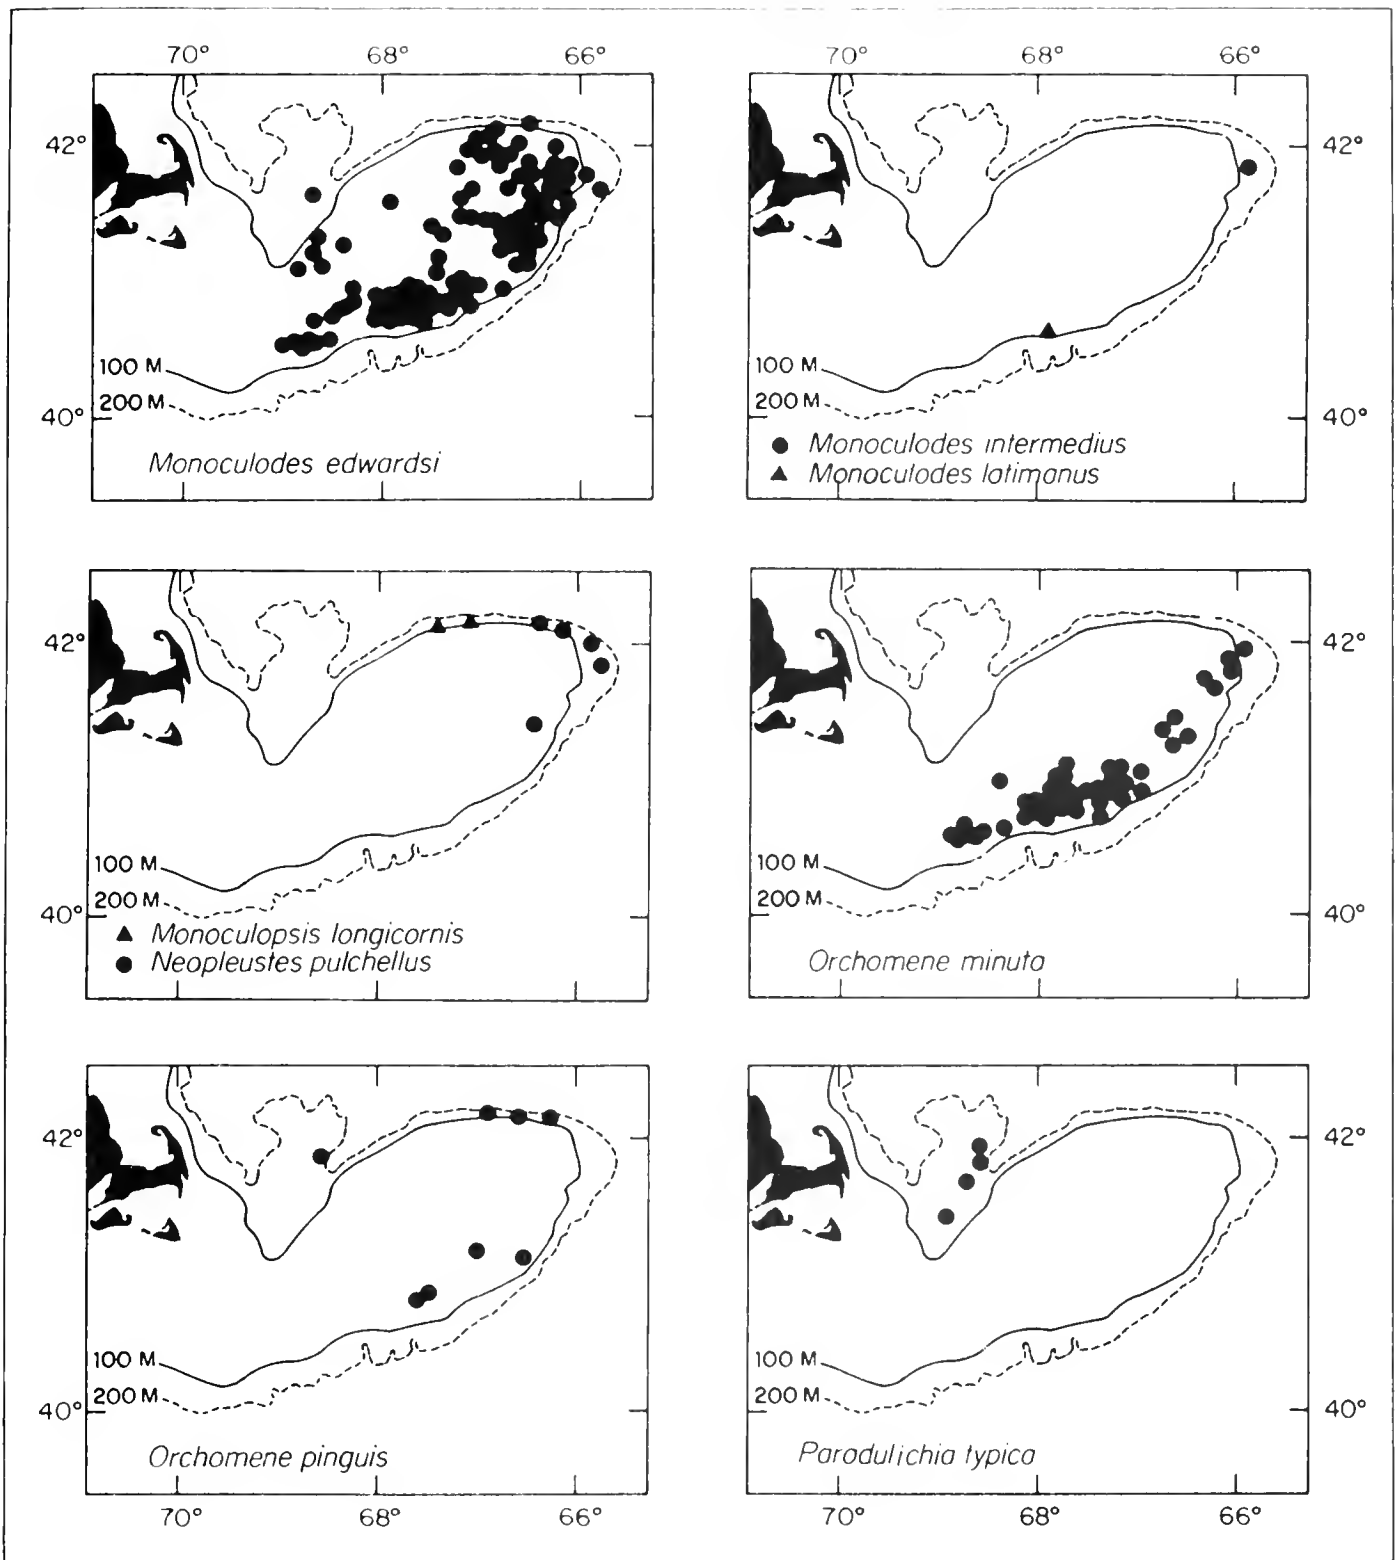 70° 68° 66°
70° 68° 66°
42°
42°
100 M
200 M
40°
Monoculodes edwardsi
100 M
200 M
40°
Monoculodes intermedius
Monoculodes latimanus
42°
42°
100 M
200 M
40°
Monoculopsis longicornis
Neopleustes pulchellus
100 M
200 M
40°
Orchomene minuta
42°
42°
100 M
200 M
40°
Orchomene pinguis
100 M
200 M
40°
Paradulichia typica
70° 68° 66°
70° 68° 66°